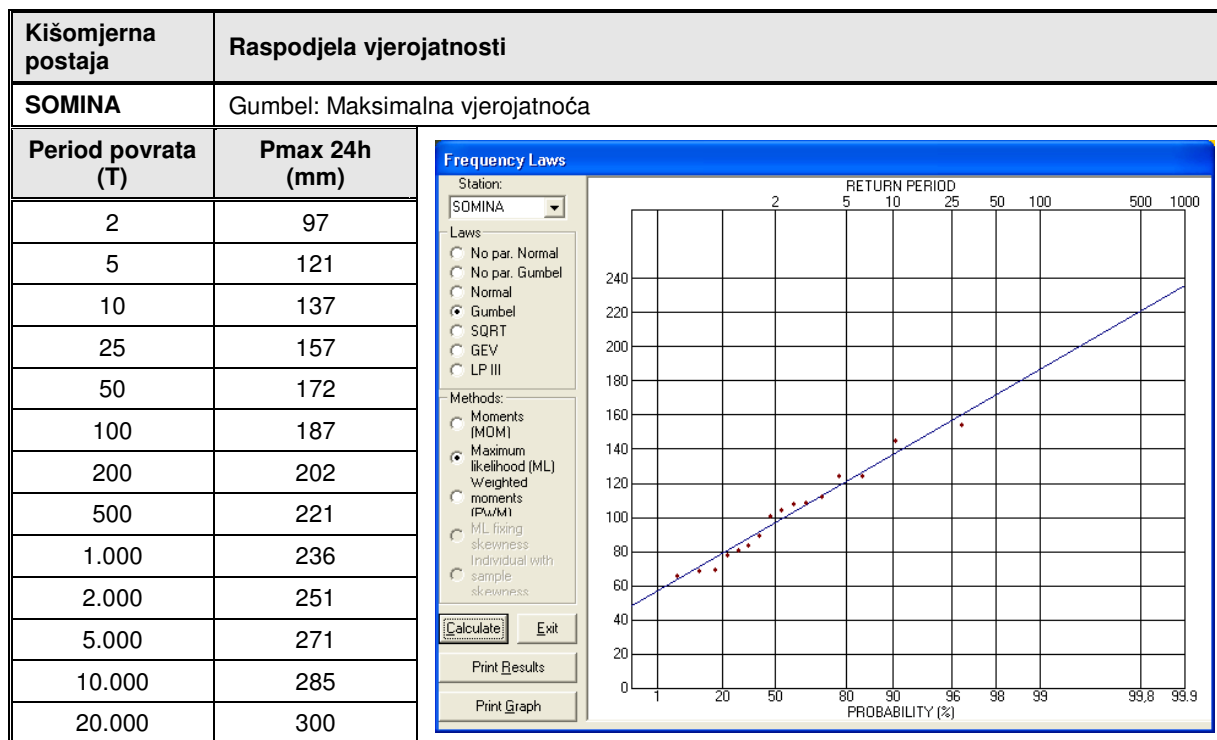 Kišomjerna
postaja
Raspodjela vjerojatnosti
SOMINA
Gumbel: Maksimalna vjerojatnoća
Period povrata
(T)
Pmax 24h
(mm)
2 97
5 121
10 137
25 157
50 172
100 187
200 202
500 221
1.000 236
2.000 251
5.000 271
10.000 285
20.000 300
Frequency Laws
Station:
SOMINA
Laws
No par. Normal
No par. Gumbel
Normal
Gumbel
SQRT
GEV
LP III
Methods:
Moments
(MOM)
Maximum
likelihood (ML)
Weighted
moments
(PWM)
ML fixing
skewness
Individual with
sample
skewness
Calculate Exit
Print Results
Print Graph
RETURN PERIOD
2 5 10 25 50 100 500 1000
240
220
200
180
160
140
120
100
80
60
40
20
0
1 20 50 80 90 96 98 99 99,8 99.9
PROBABILITY (%)